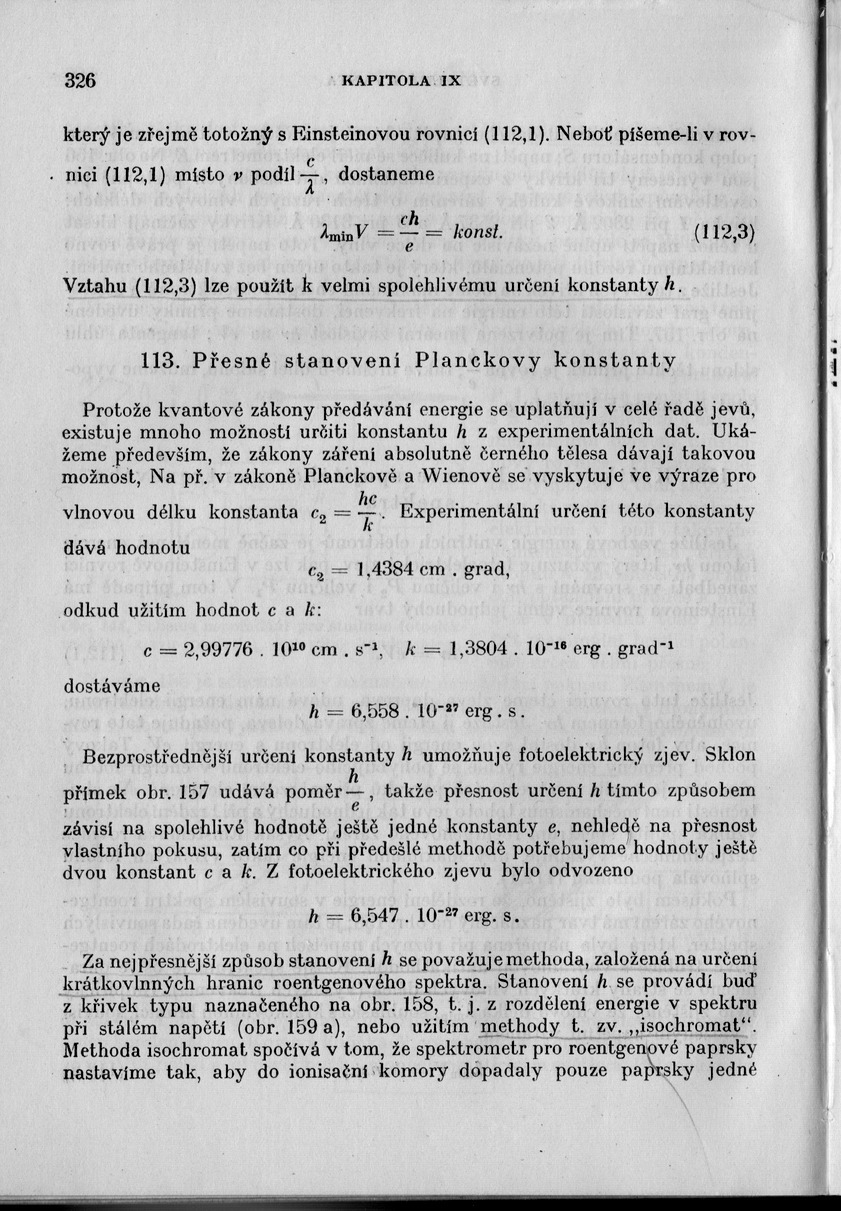 326 KAPITOLA IX
který je zřejmě totožný s Einsteinovou rovnicí (112,1). Neboť píšeme-li v rov-
nici (112,1) místo ν podíl c/λ, dostaneme
λmin V = ch/e = konst. (112,3)
Vztahu (112,3) lze použít k velmi spolehlivému určení konstanty h.
113. Přesné stanovení Planckovy konstanty
Protože kvantové zákony předávání energie se uplatňují v celé řadě jevů,
existuje mnoho možností určiti konstantu h z experimentálních dat. Uká-
žeme především, že zákony záření absolutně černého tělesa dávají takovou
možnost, Na př. v zákoně Planckově a Wienově se vyskytuje ve výraze pro
vlnovou délku konstanta c₂ = hc/k. Experimentální určení této konstanty
dává hodnotu
c₂ = 1,4384 cm . grad,
odkud užitím hodnot c a k:
c = 2,99776 . 10¹⁰ cm . s⁻¹, k = 1,3804 . 10⁻¹⁶ erg . grad⁻¹
dostáváme
h = 6,558 . 10⁻²⁷ erg . s.
Bezprostřednější určení konstanty h umožňuje fotoelektrický zjev. Sklon
přímek obr. 157 udává poměr h/e, takže přesnost určení h tímto způsobem
závisí na spolehlivé hodnotě ještě jedné konstanty e, nehledě na přesnost
vlastního pokusu, zatím co při předešlé methodě potřebujeme hodnoty ještě
dvou konstant c a k. Z fotoelektrického zjevu bylo odvozeno
h = 6,547 . 10⁻²⁷ erg. s.
Za nejpřesnější způsob stanovení h se považuje methoda, založená na určení
krátkovlnných hranic roentgenového spektra. Stanovení h se provádí buď
z křivek typu naznačeného na obr. 158, t. j. z rozdělení energie v spektru
při stálém napětí (obr. 159 a), nebo užitím methody t. zv. „isochromat“.
Methoda isochromat spočívá v tom, že spektrometr pro roentgenové paprsky
nastavíme tak, aby do ionisační komory dopadaly pouze paprsky jedné